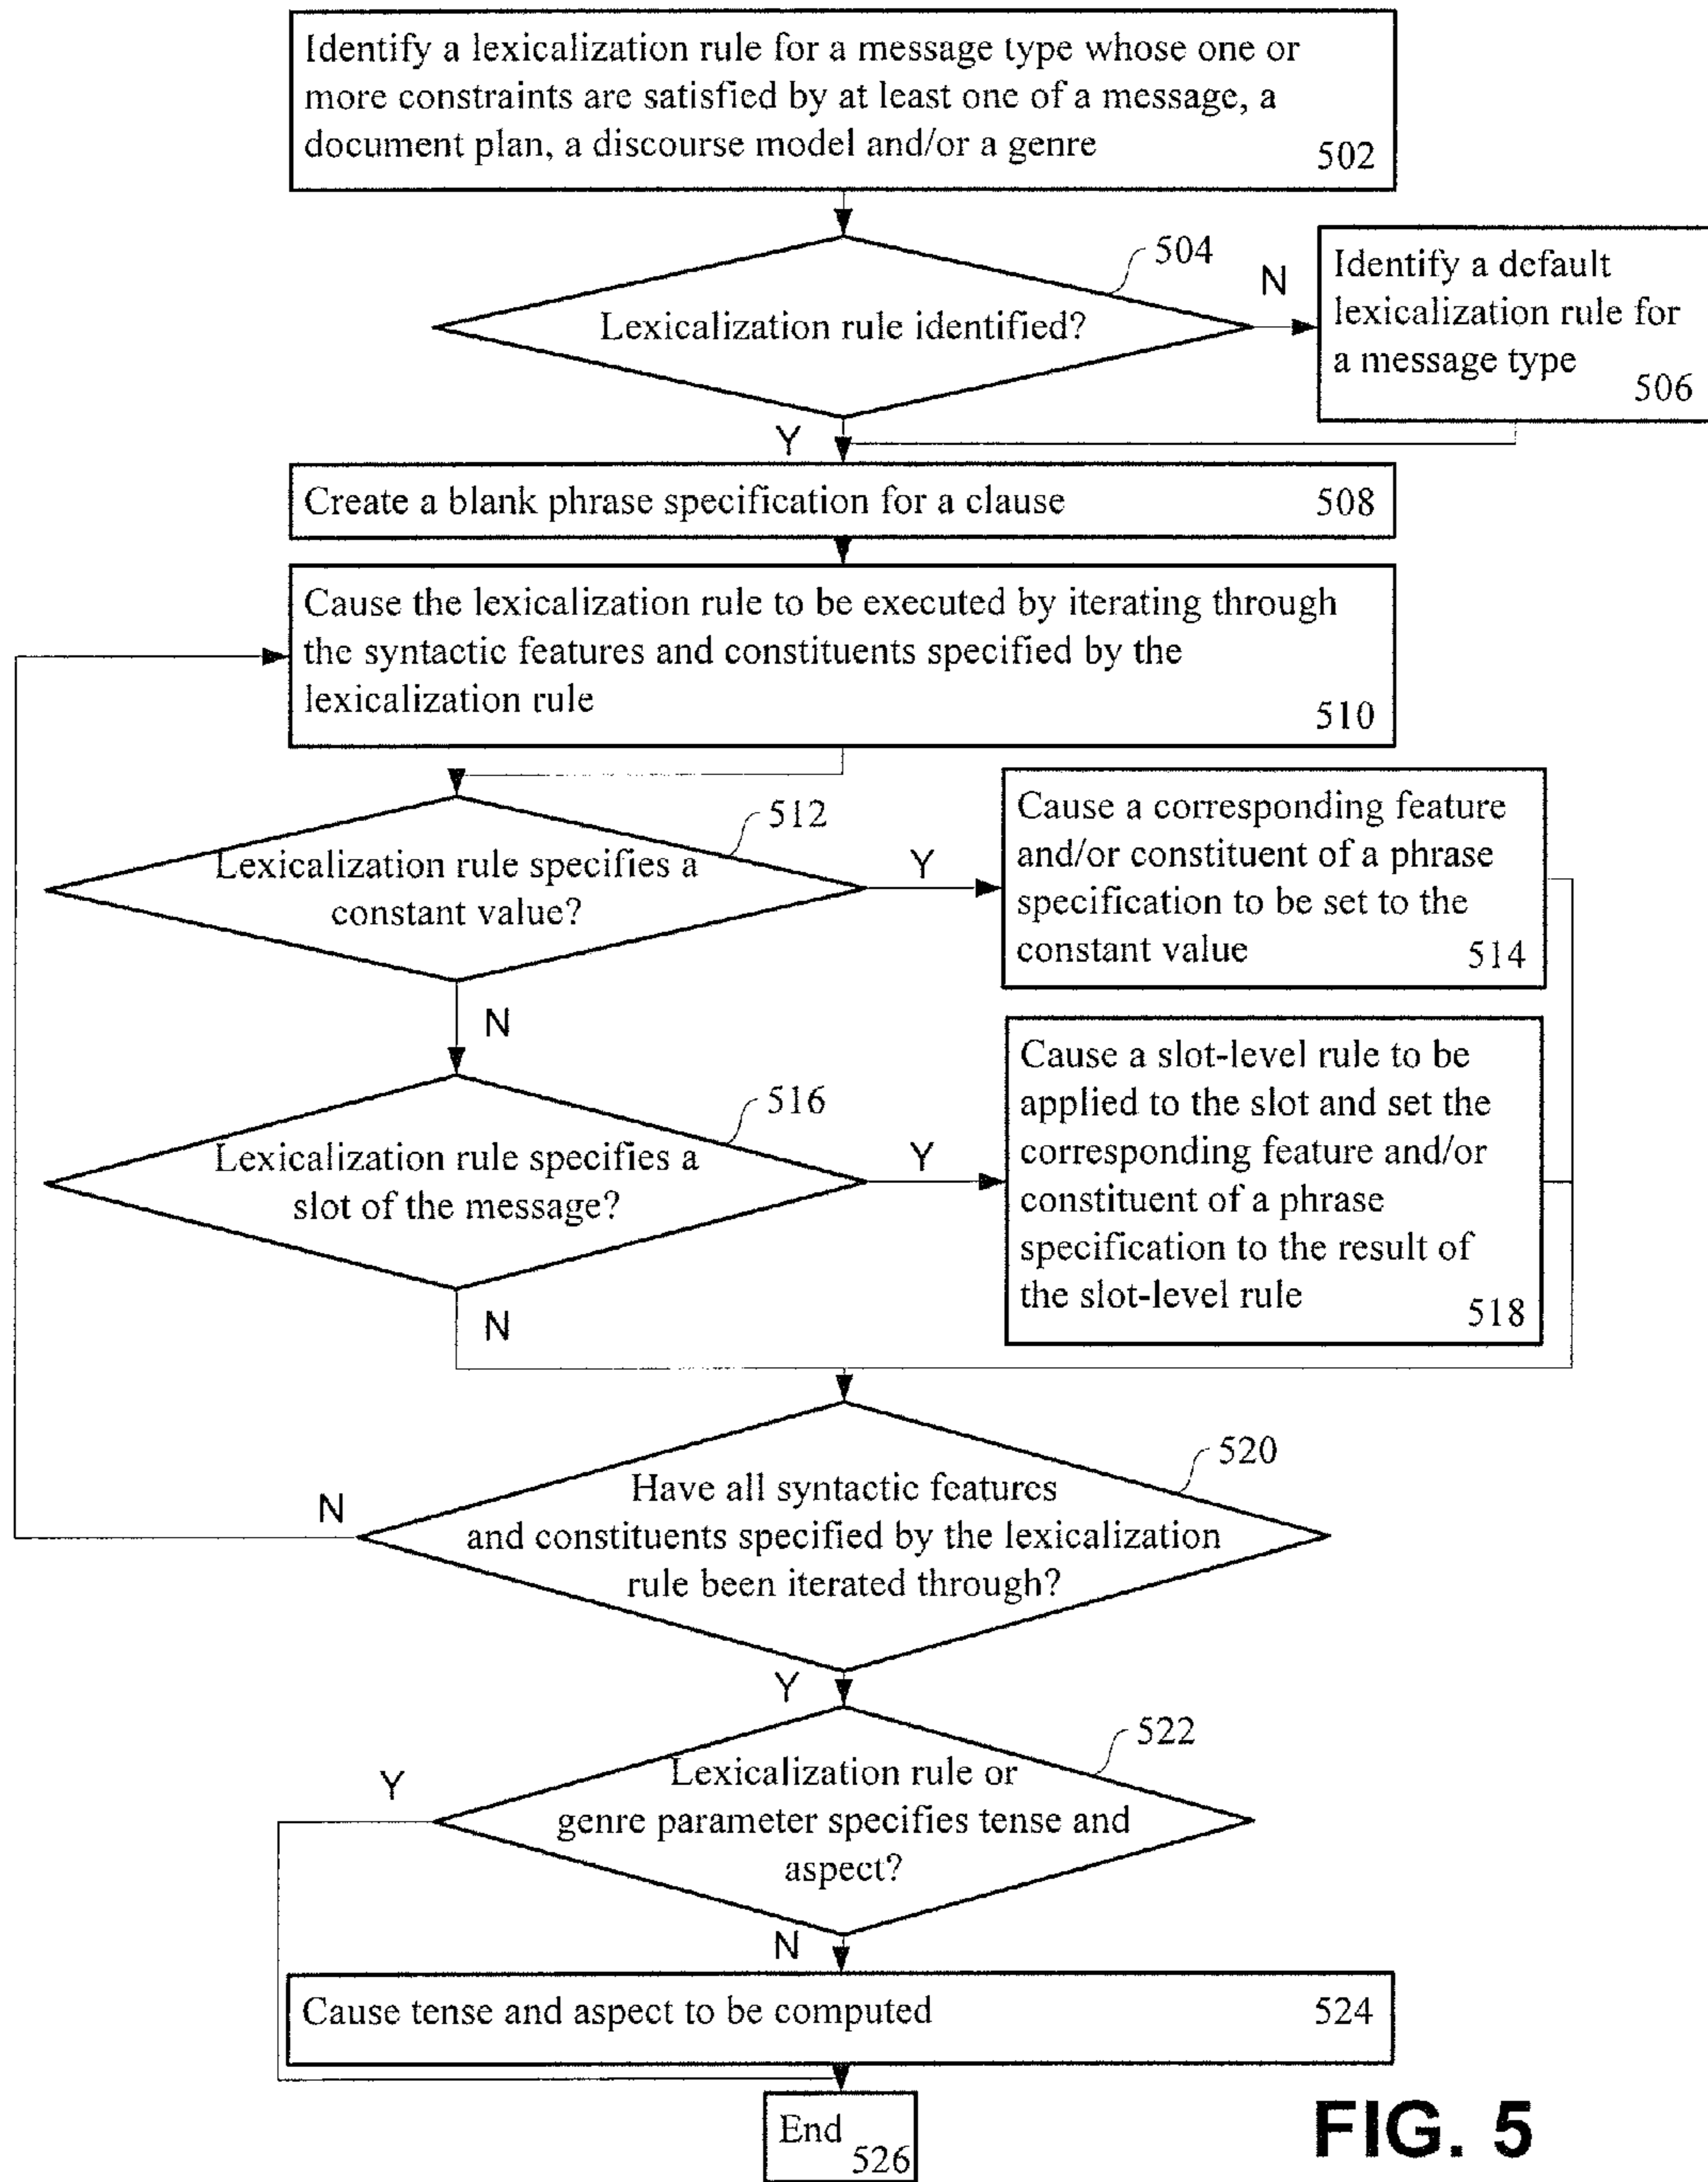 Identify a lexicalization rule for a message type whose one or
more constraints are satisfied by at least one of a message, a
document plan, a discourse model and/or a genre
502
504
Lexicalization rule identified?
N
Identify a default
lexicalization rule for
a message type
506
Y
Create a blank phrase specification for a clause
508
Cause the lexicalization rule to be executed by iterating through
the syntactic features and constituents specified by the
lexicalization rule
510
512
Lexicalization rule specifies a
constant value?
Y
Cause a corresponding feature
and/or constituent of a phrase
specification to be set to the
constant value
514
N
516
Lexicalization rule specifies a
slot of the message?
Y
Cause a slot-level rule to be
applied to the slot and set the
corresponding feature and/or
constituent of a phrase
specification to the result of
the slot-level rule
518
N
520
Have all syntactic features
and constituents specified by the lexicalization
rule been iterated through?
N
Y
522
Lexicalization rule or
genre parameter specifies tense and
aspect?
Y
N
Cause tense and aspect to be computed
524
End
526
FIG. 5